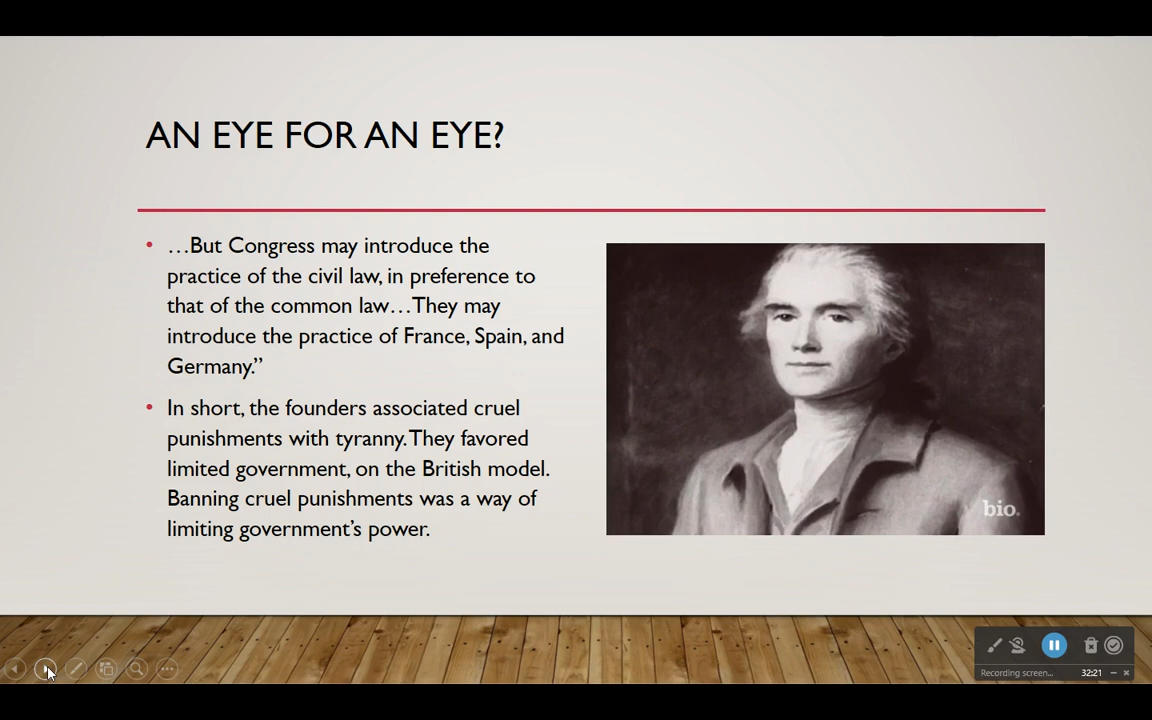 AN EYE FOR AN EYE?
…But Congress may introduce the
practice of the civil law, in preference to
that of the common law…They may
introduce the practice of France, Spain, and
Germany.”
In short, the founders associated cruel
punishments with tyranny. They favored
limited government, on the British model.
Banning cruel punishments was a way of
limiting government’s power.
bio.
Recording screen... 32:21